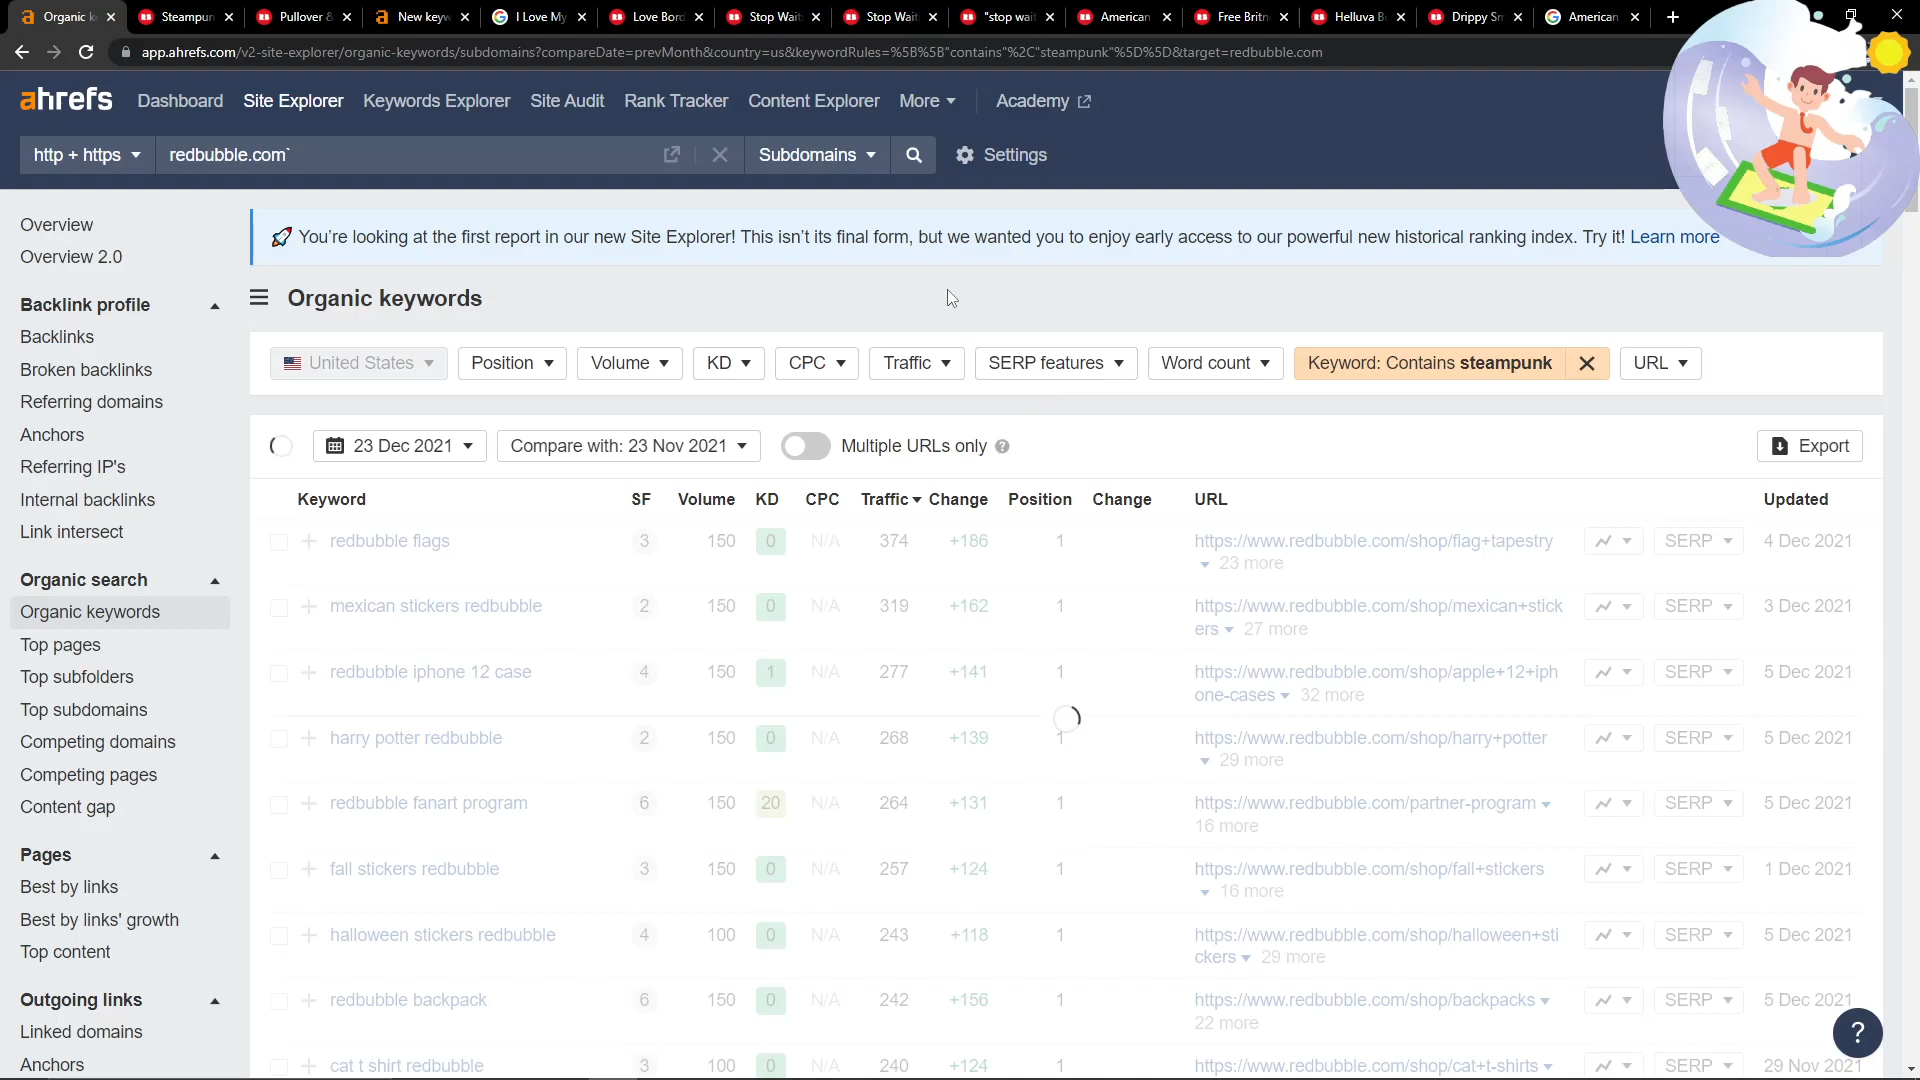 Organic k
Steampun
Pullover &
New keyw
I Love My
Love Bord
Stop Wait
Stop Wait
"stop wait
American
Free Britn
Helluva B
Drippy Sm
American
app.ahrefs.com/v2-site-explorer/organic-keywords/subdomains?compareDate=prevMonth&country=us&keywordRules=%5B%5B"contains"%2C"steampunk"%5D%5D&target=redbubble.com
ahrefs Dashboard Site Explorer Keywords Explorer Site Audit Rank Tracker Content Explorer More Academy
http + https redbubble.com` Subdomains Settings
Overview
Overview 2.0
Backlink profile
Backlinks
Broken backlinks
Referring domains
Anchors
Referring IP's
Internal backlinks
Link intersect
Organic search
Organic keywords
Top pages
Top subfolders
Top subdomains
Competing domains
Competing pages
Content gap
Pages
Best by links
Best by links' growth
Top content
Outgoing links
Linked domains
Anchors
You're looking at the first report in our new Site Explorer! This isn't its final form, but we wanted you to enjoy early access to our powerful new historical ranking index. Try it! Learn more
Organic keywords
United States Position Volume KD CPC Traffic SERP features Word count Keyword: Contains steampunk URL
23 Dec 2021 Compare with: 23 Nov 2021 Multiple URLs only ? Export
Keyword SF Volume KD CPC Traffic Change Position Change URL Updated
redbubble flags 3 150 0 N/A 374 +186 1 https://www.redbubble.com/shop/flag+tapestry SERP 4 Dec 2021
23 more
mexican stickers redbubble 2 150 0 N/A 319 +162 1 https://www.redbubble.com/shop/mexican+stick SERP 3 Dec 2021
ers 27 more
redbubble iphone 12 case 4 150 1 N/A 277 +141 1 https://www.redbubble.com/shop/apple+12+iph SERP 5 Dec 2021
one-cases 32 more
harry potter redbubble 2 150 0 N/A 268 +139 1 https://www.redbubble.com/shop/harry+potter SERP 5 Dec 2021
29 more
redbubble fanart program 6 150 20 N/A 264 +131 1 https://www.redbubble.com/partner-program SERP 5 Dec 2021
16 more
fall stickers redbubble 3 150 0 N/A 257 +124 1 https://www.redbubble.com/shop/fall+stickers SERP 1 Dec 2021
16 more
halloween stickers redbubble 4 100 0 N/A 243 +118 1 https://www.redbubble.com/shop/halloween+sti SERP 5 Dec 2021
ckers 29 more
redbubble backpack 6 150 0 N/A 242 +156 1 https://www.redbubble.com/shop/backpacks SERP 5 Dec 2021
22 more
cat t shirt redbubble 3 100 0 N/A 240 +124 1 https://www.redbubble.com/shop/cat+t-shirts SERP 29 Nov 2021
?